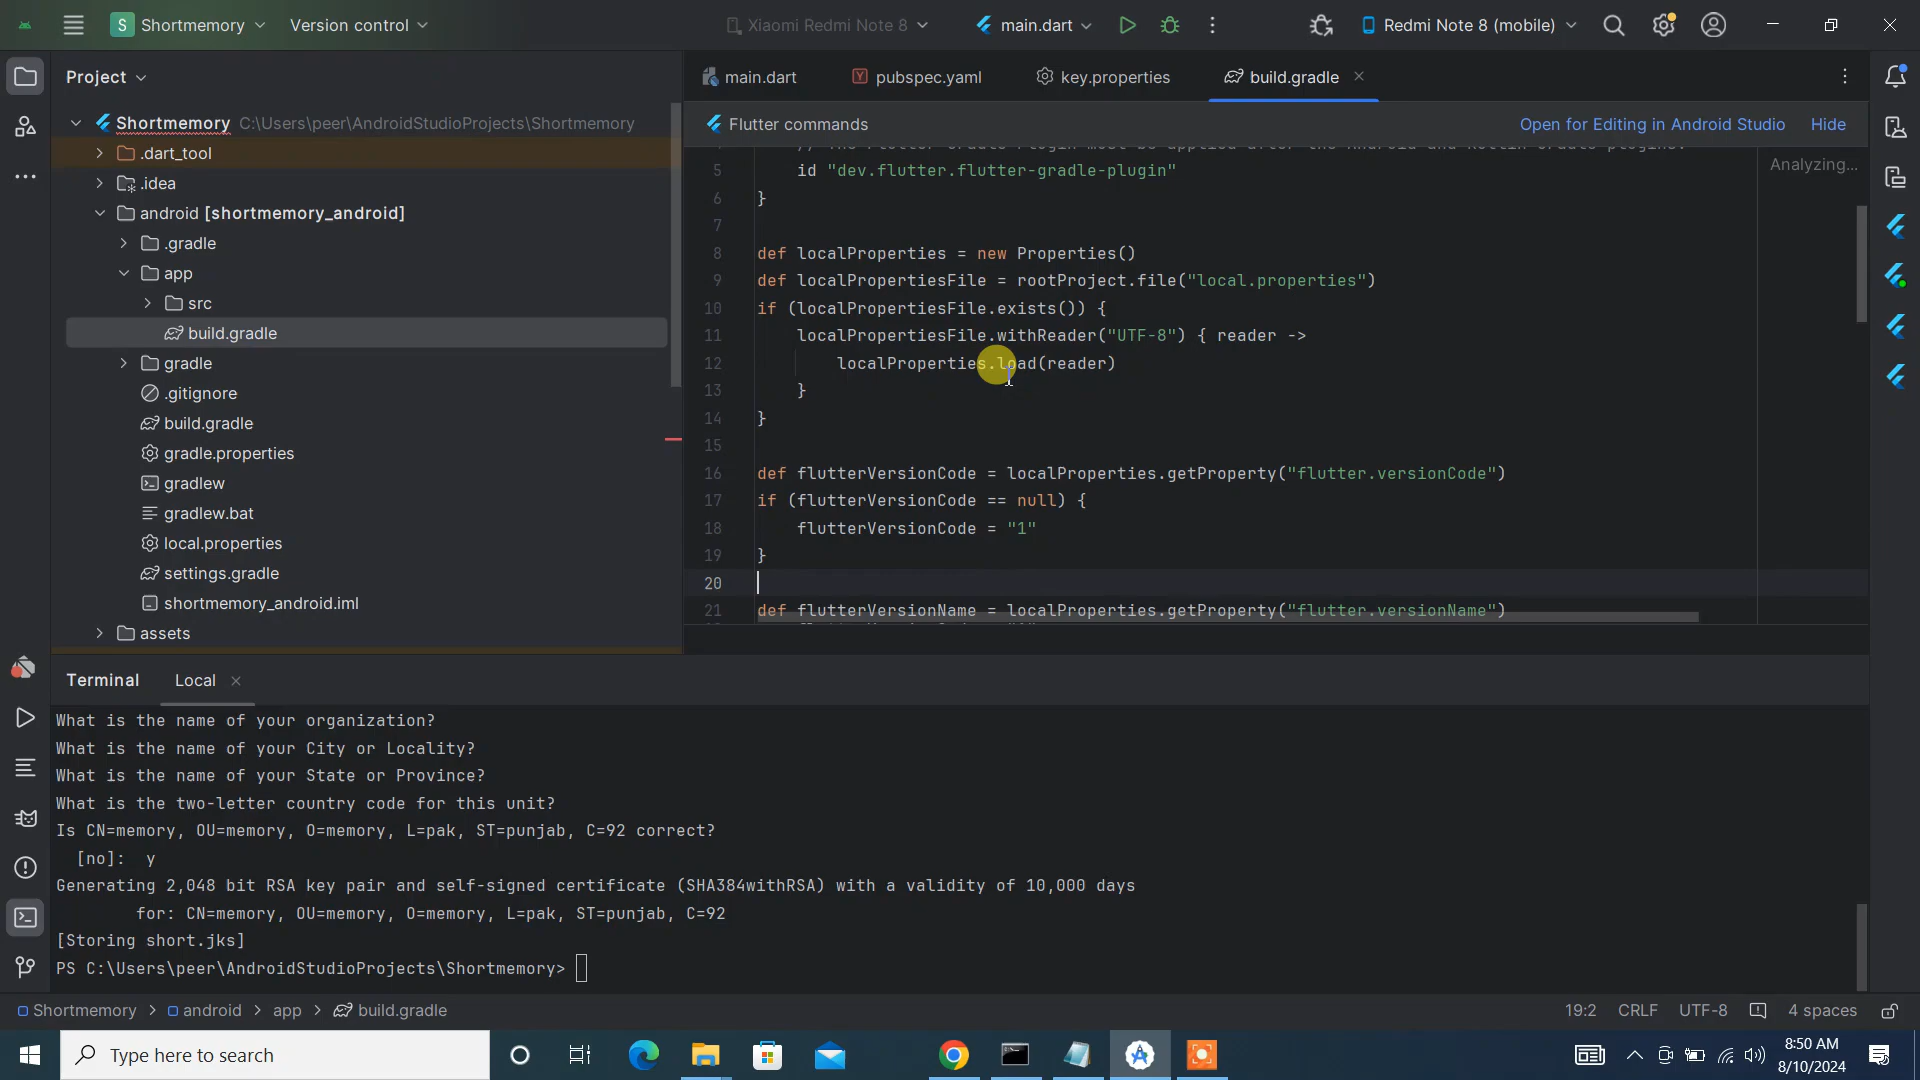 S Shortmemory Version control Xiaomi Redmi Note 8 main.dart Redmi Note 8 (mobile)
Project
main.dart pubspec.yaml key.properties build.gradle
Flutter commands Open for Editing in Android Studio Hide
Shortmemory C:\Users\peer\AndroidStudioProjects\Shortmemory
.dart_tool
.idea
android [shortmemory_android]
.gradle
app
src
build.gradle
gradle
.gitignore
build.gradle
gradle.properties
gradlew
gradlew.bat
local.properties
settings.gradle
shortmemory_android.iml
assets
Analyzing...
5 id "dev.flutter.flutter-gradle-plugin"
6 }
7
8 def localProperties = new Properties()
9 def localPropertiesFile = rootProject.file("local.properties")
10 if (localPropertiesFile.exists()) {
11 localPropertiesFile.withReader("UTF-8") { reader ->
12 localProperties.load(reader)
13 }
14 }
15
16 def flutterVersionCode = localProperties.getProperty("flutter.versionCode")
17 if (flutterVersionCode == null) {
18 flutterVersionCode = "1"
19 }
20
21 def flutterVersionName = localProperties.getProperty("flutter.versionName")
Terminal Local
What is the name of your organization?
What is the name of your City or Locality?
What is the name of your State or Province?
What is the two-letter country code for this unit?
Is CN=memory, OU=memory, O=memory, L=pak, ST=punjab, C=92 correct?
[no]: y
Generating 2,048 bit RSA key pair and self-signed certificate (SHA384withRSA) with a validity of 10,000 days
for: CN=memory, OU=memory, O=memory, L=pak, ST=punjab, C=92
[Storing short.jks]
PS C:\Users\peer\AndroidStudioProjects\Shortmemory>
Shortmemory > android > app > build.gradle 19:2 CRLF UTF-8 4 spaces
Type here to search
8:50 AM
8/10/2024